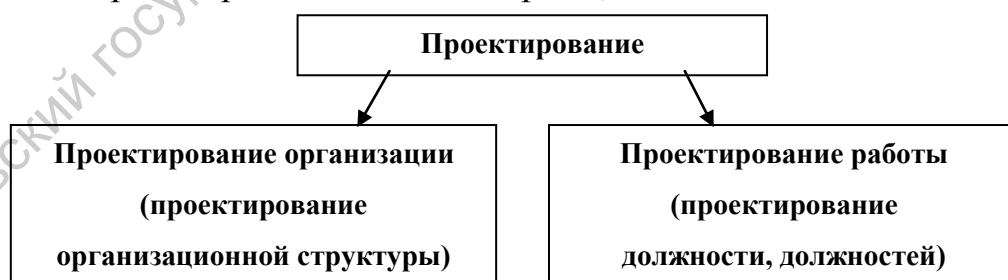 Проектирование
Проектирование организации
(проектирование
организационной структуры)
Проектирование работы
(проектирование
должности, должностей)